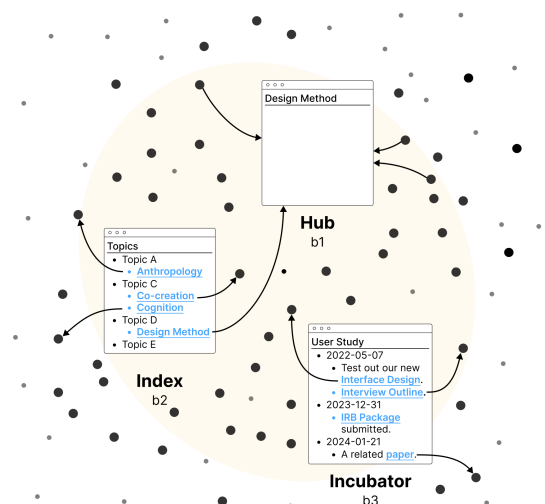 Design Method
Hub
b1
Topics
Topic A
Anthropology
Topic C
Co-creation
Cognition
Topic D
Design Method
Topic E
Index
b2
User Study
2022-05-07
Test out our new
Interface Design.
Interview Outline.
2023-12-31
IRB Package
submitted.
2024-01-21
A related paper.
Incubator
b3